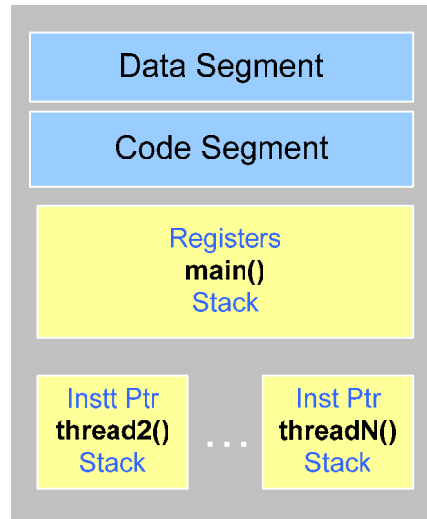 Data Segment
Code Segment
Registers
main()
Stack
Instt Ptr
thread2()
Stack
...
Inst Ptr
threadN()
Stack